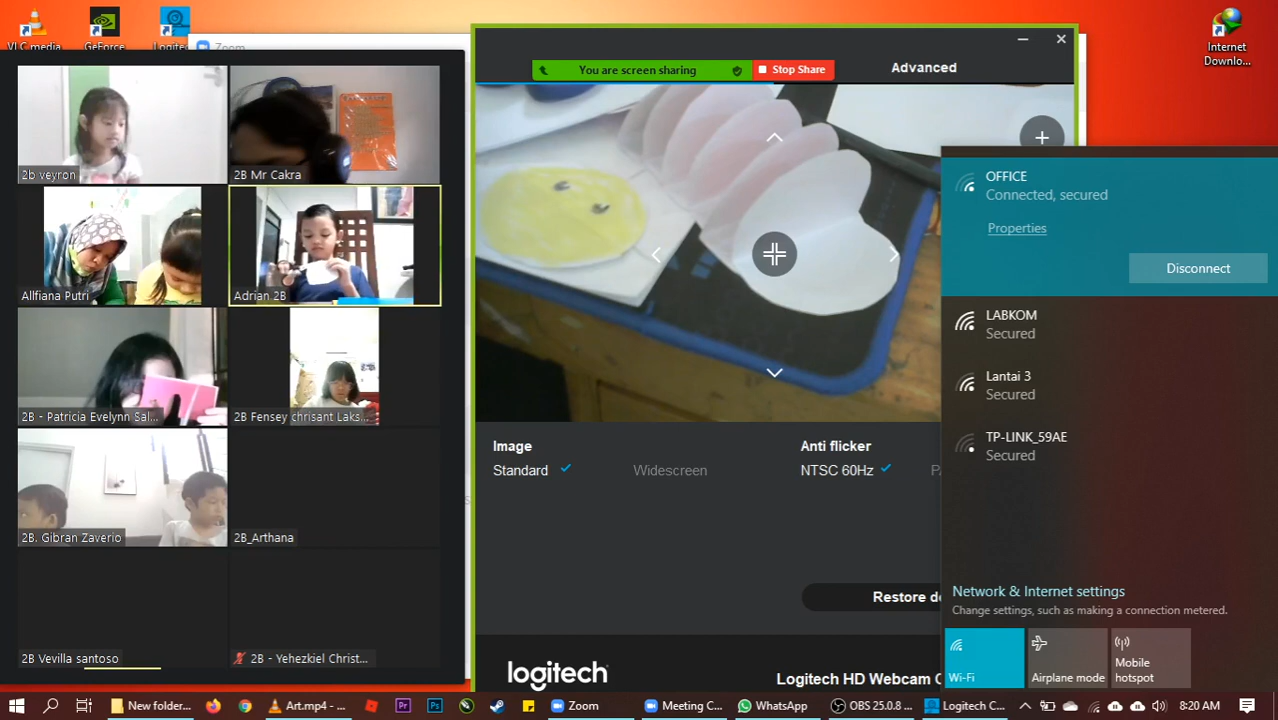 VLC media
GeForce
Logitec
Zoom
Internet
Downlo...
You are screen sharing
Stop Share
Advanced
2b veyron
2B Mr Cakra
Allfiana Putri
Adrian 2B
2B - Patricia Evelynn Sal...
2B Fensey chrisant Laks...
2B. Gibran Zaverio
2B_Arthana
2B Vevilla santoso
2B - Yehezkiel Christ...
Image
Standard
Widescreen
Anti flicker
NTSC 60Hz
Restore de
logitech
Logitech HD Webcam C
OFFICE
Connected, secured
Properties
Disconnect
LABKOM
Secured
Lantai 3
Secured
TP-LINK_59AE
Secured
Network & Internet settings
Change settings, such as making a connection metered.
Wi-Fi
Airplane mode
Mobile
hotspot
New folder...
Art.mp4 - ...
Pr
Ps
Zoom
Meeting C...
WhatsApp
OBS 25.0.8 ...
Logitech C...
8:20 AM